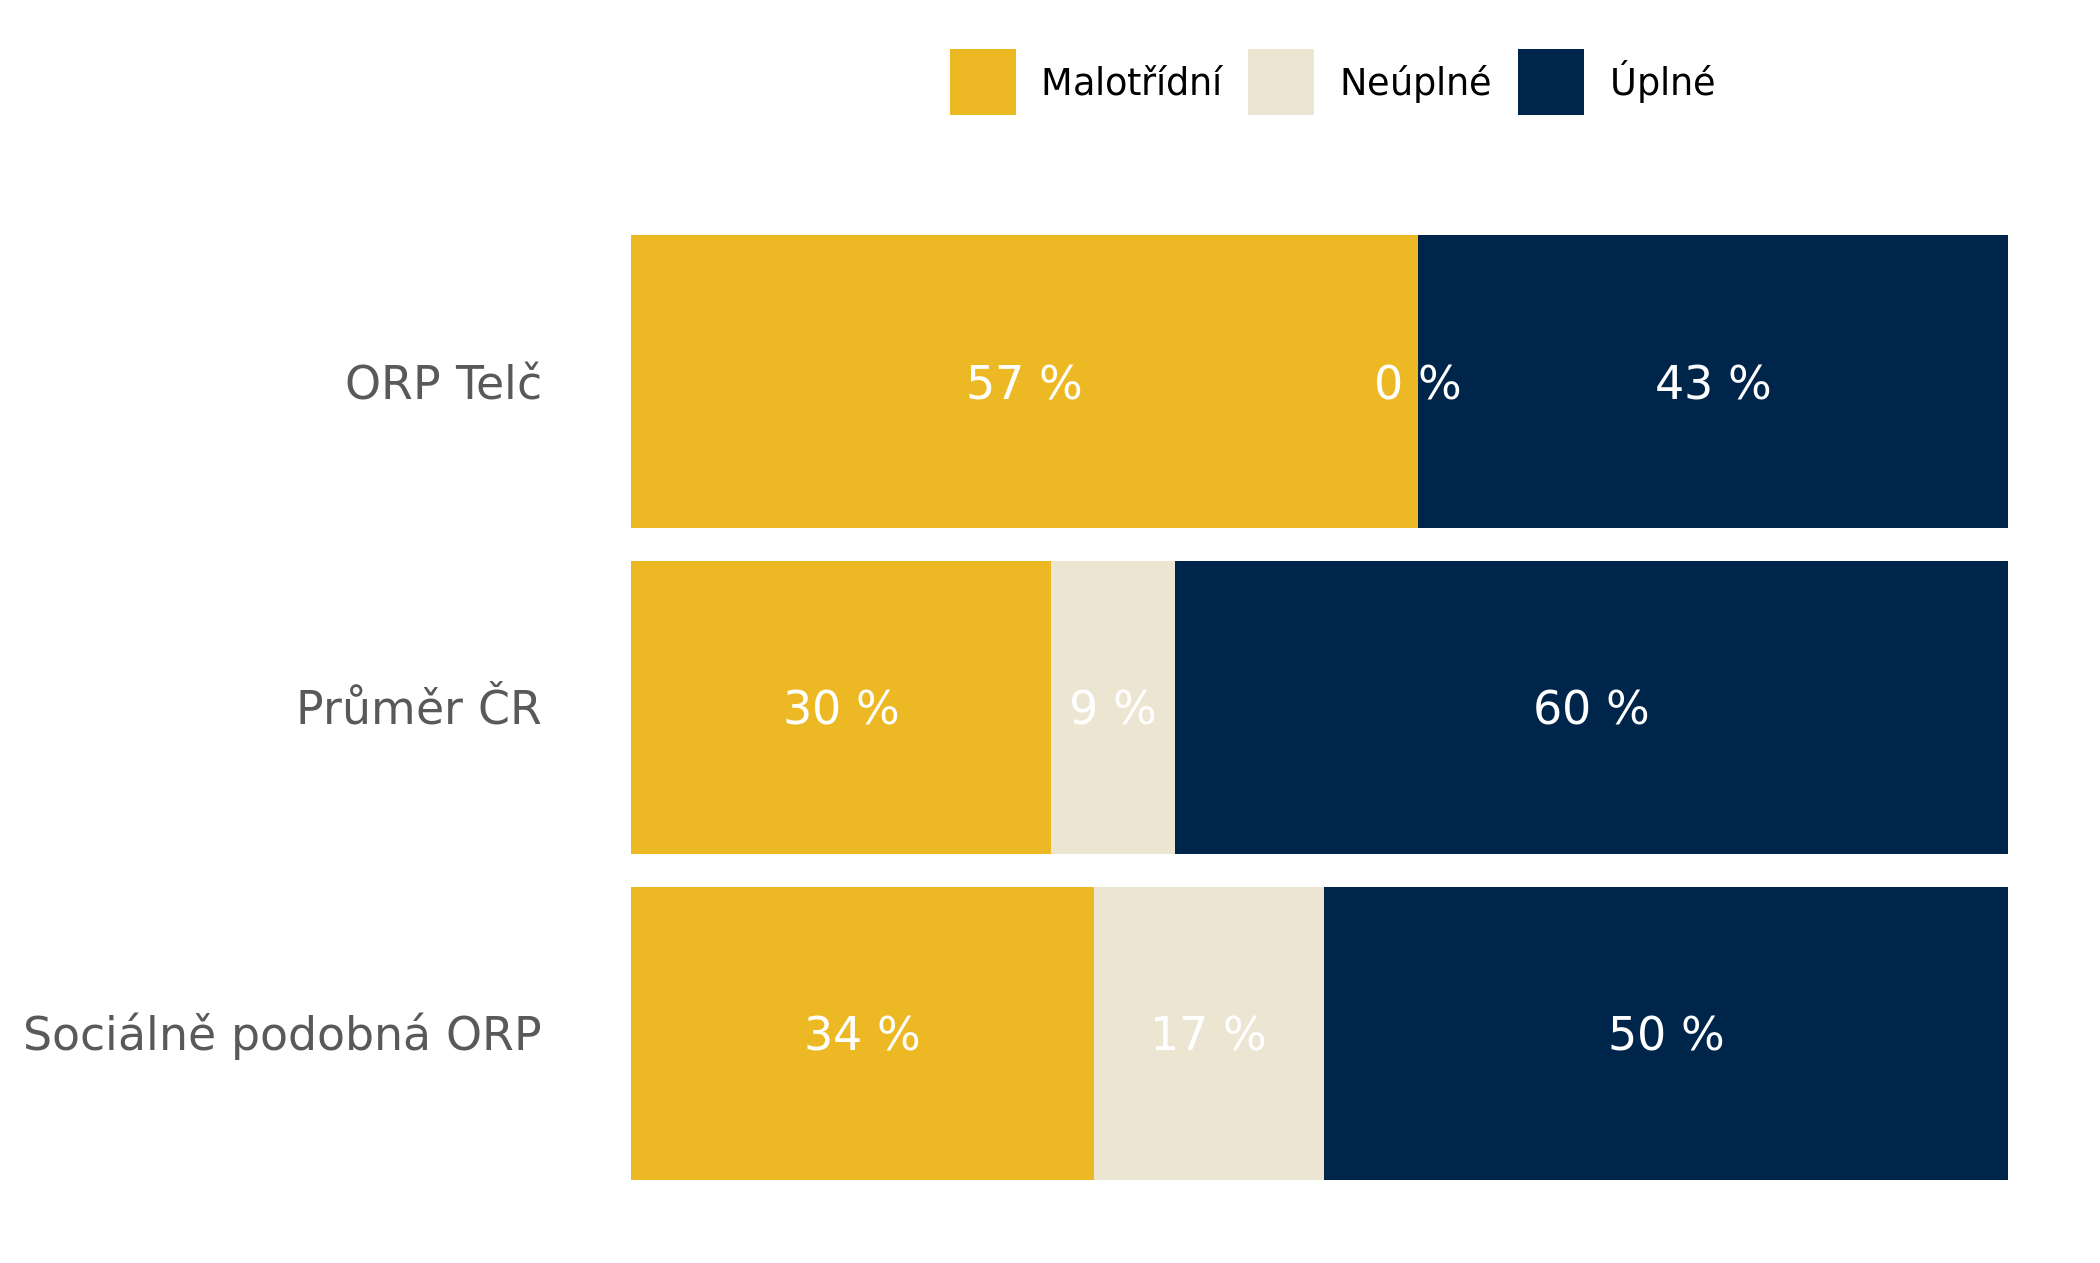 Malotřídní Neúplné Úplné
ORP Telč 57 % 0 % 43 %
Průměr ČR 30 % 9 % 60 %
Sociálně podobná ORP 34 % 17 % 50 %